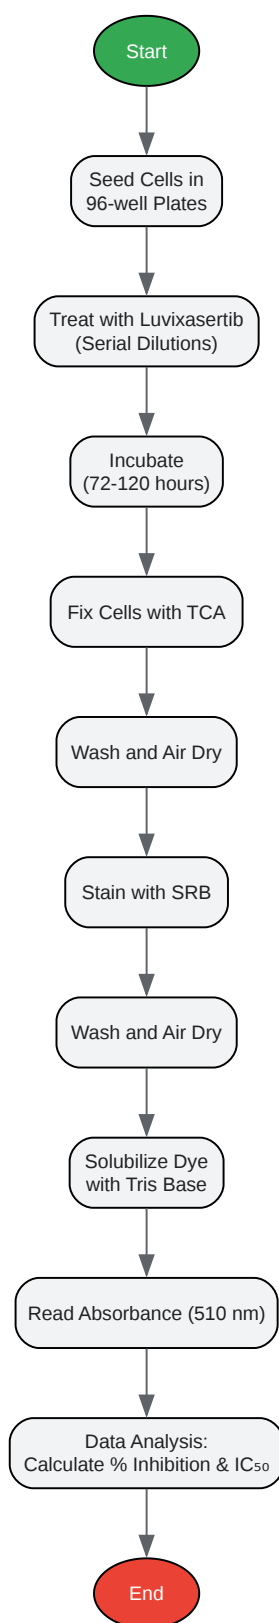 Start
Seed Cells in
96-well Plates
Treat with Luvixasertib
(Serial Dilutions)
Incubate
(72-120 hours)
Fix Cells with TCA
Wash and Air Dry
Stain with SRB
Wash and Air Dry
Solubilize Dye
with Tris Base
Read Absorbance (510 nm)
Data Analysis:
Calculate % Inhibition & IC₅₀
End